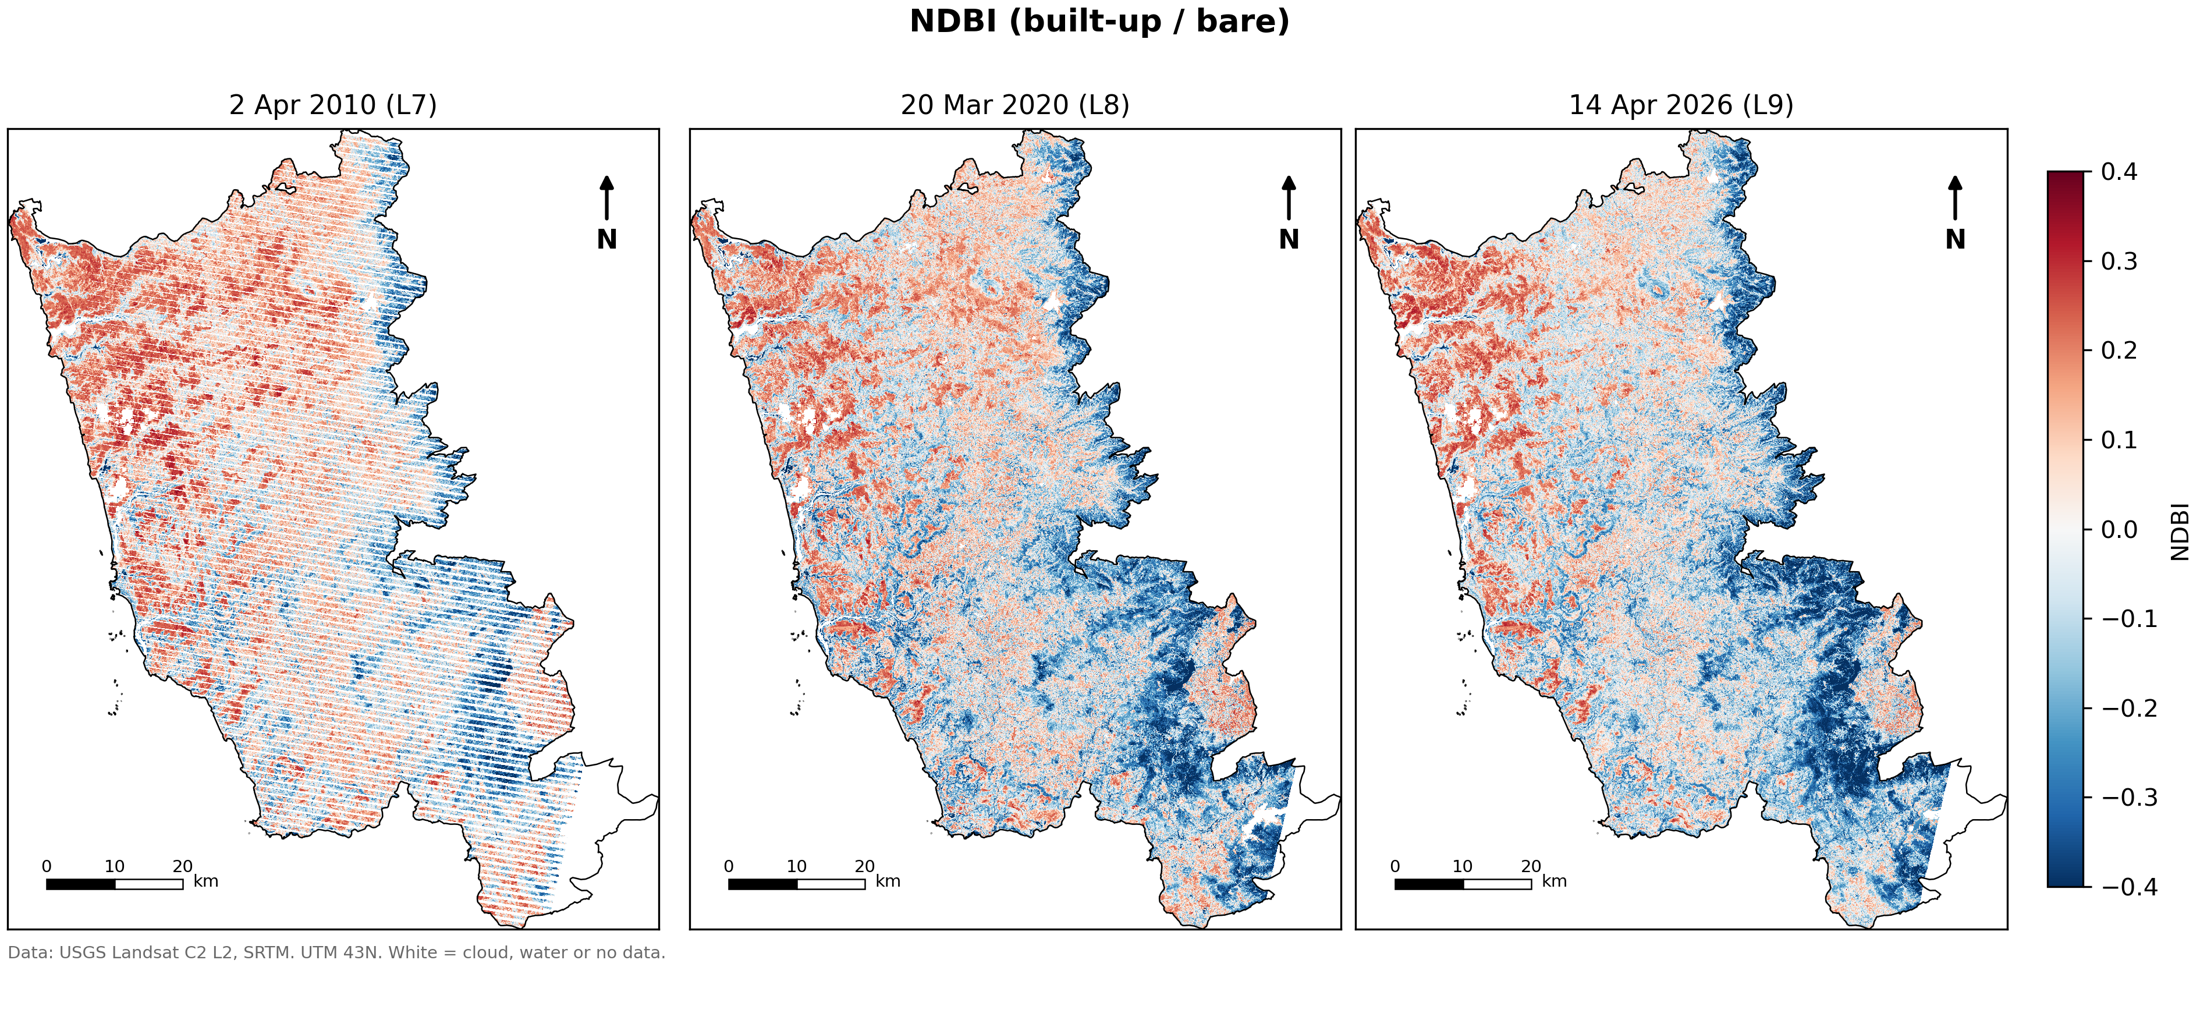 NDBI (built-up / bare)
2 Apr 2010 (L7)
20 Mar 2020 (L8)
14 Apr 2026 (L9)
N
N
N
0 10 20 km
0 10 20 km
0 10 20 km
0.4
0.3
0.2
0.1
0.0
−0.1
−0.2
−0.3
−0.4
NDBI
Data: USGS Landsat C2 L2, SRTM. UTM 43N. White = cloud, water or no data.